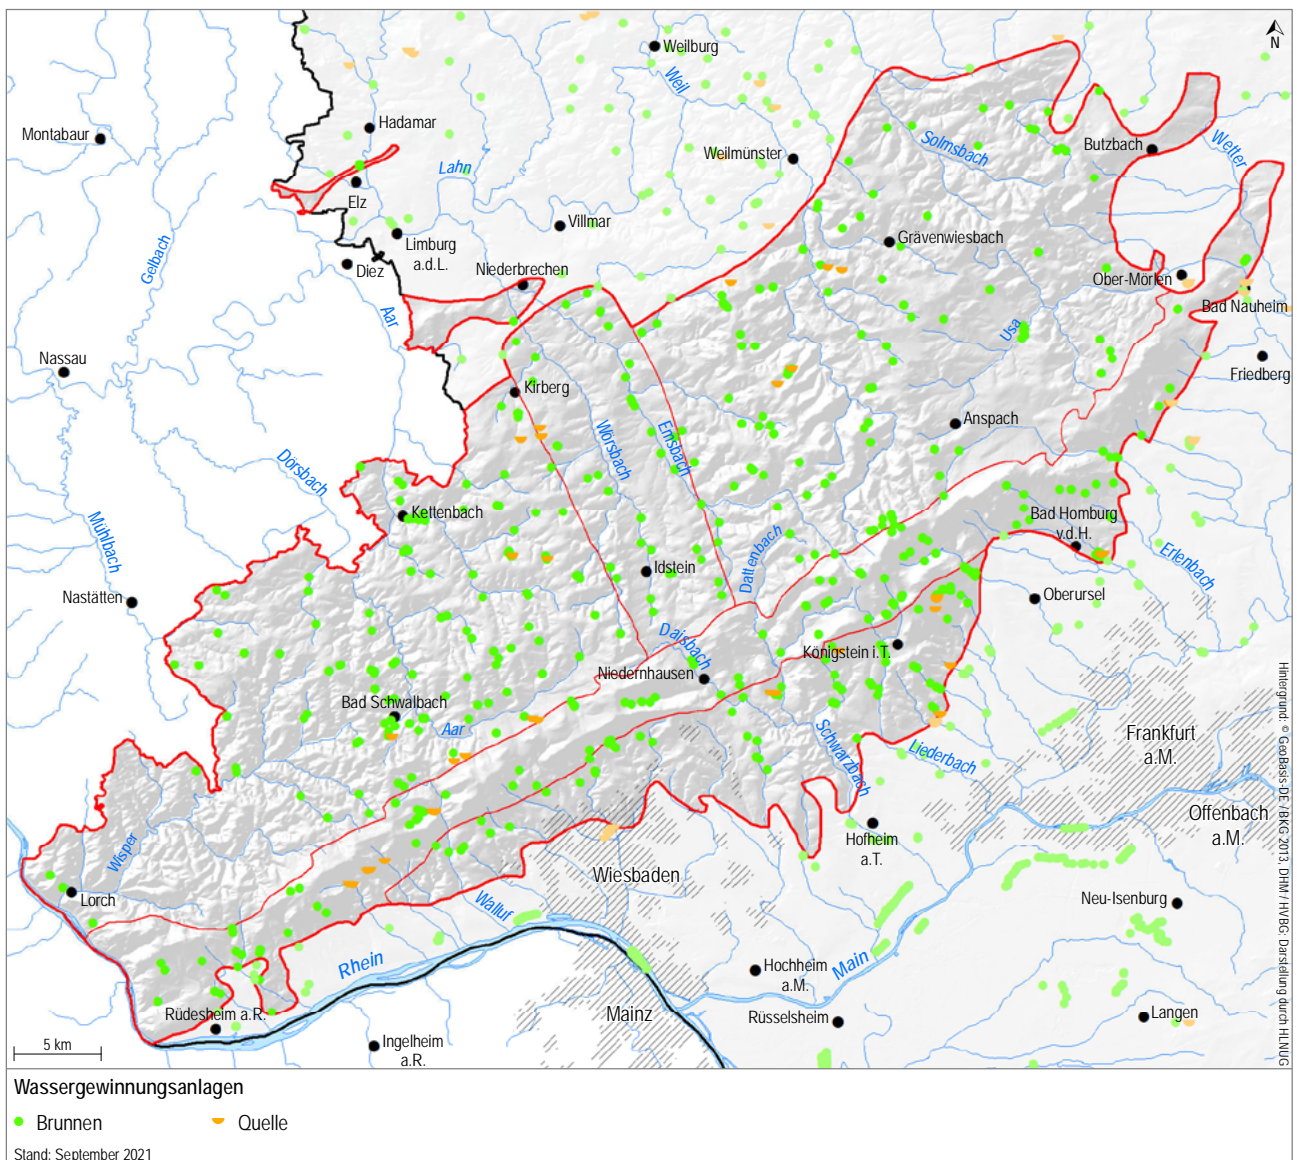 N
Weilburg
Weil
Montabaur
Hadamar
Weilmünster
Solmsbach
Butzbach
Wetter
Lahn
Elz
Villmar
Limburg
a.d.L.
Grävenwiesbach
Gelbach
Diez
Niederbrechen
Ober-Mörlen
Bad Nauheim
Aar
Usa
Nassau
Friedberg
Kirberg
Anspach
Wörsbach
Emsbach
Dörsbach
Kettenbach
Bad Homburg
v.d.H.
Mühlbach
Dattenbach
Erlenbach
Idstein
Nastätten
Oberursel
Daisbach
Königstein i.T.
Niedernhausen
Bad Schwalbach
Aar
Schwarzbach
Liederbach
Frankfurt
a.M.
Offenbach
a.M.
Wisper
Hofheim
a.T.
Wiesbaden
Lorch
Neu-Isenburg
Walluf
Rhein
Main
Hochheim
a.M.
Rüdesheim a.R.
Mainz
Rüsselsheim
Langen
Ingelheim
a.R.
5 km
Hintergrund: © GeoBasis-DE / BKG 2013, DHM / HVBG; Darstellung durch HLNUG
Wassergewinnungsanlagen
Brunnen
Quelle
Stand: September 2021